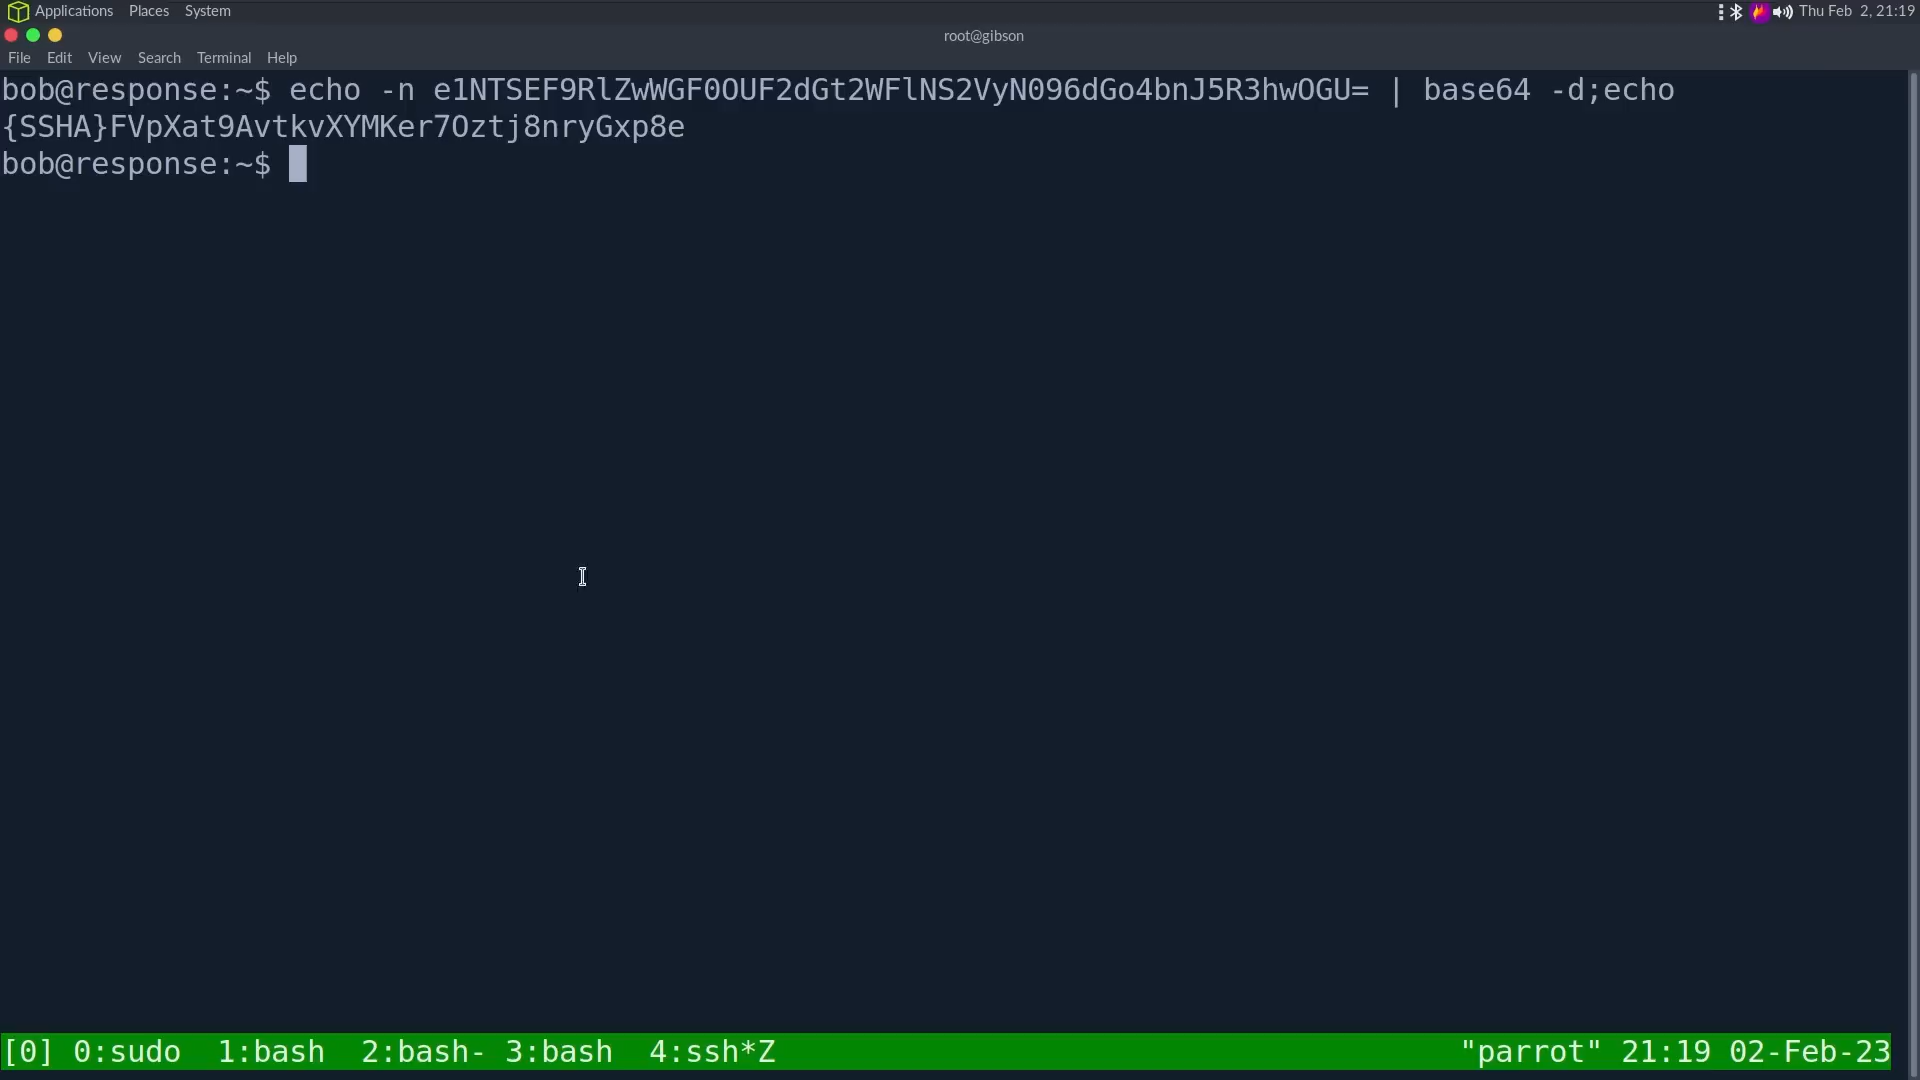 Applications Places System
Thu Feb 2, 21:19
root@gibson
File Edit View Search Terminal Help
bob@response:~$ echo -n e1NTSEF9RlZwWGF0OUF2dGt2WFlNS2VyN096dGo4bnJ5R3hwOGU= | base64 -d;echo
{SSHA}FVpXat9AvtkvXYMKer7Oztj8nryGxp8e
bob@response:~$
[0] 0:sudo 1:bash 2:bash- 3:bash 4:ssh*Z "parrot" 21:19 02-Feb-23